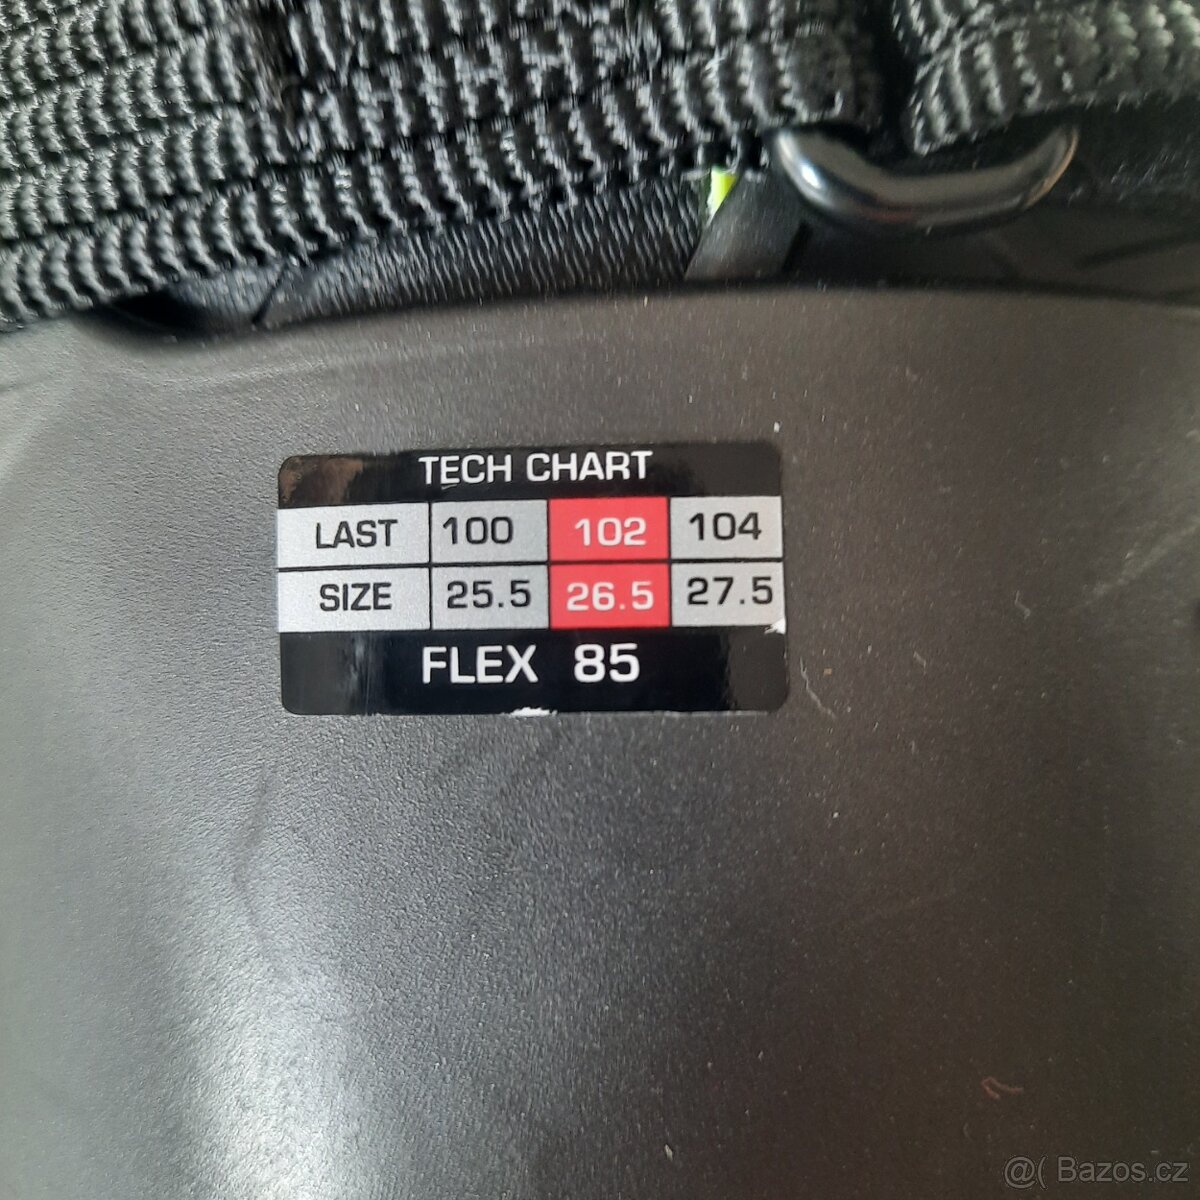 TECH CHART
LAST 100 102 104
SIZE 25.5 26.5 27.5
FLEX 85
@( Bazos.cz